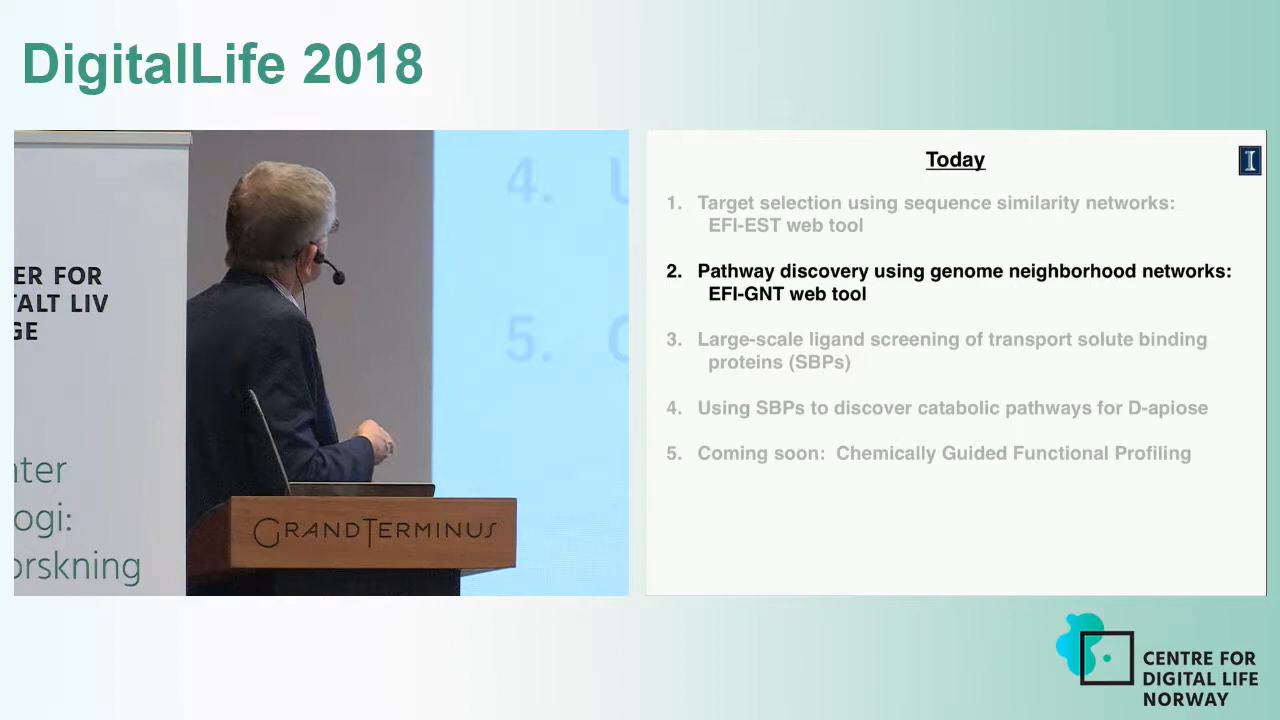 DigitalLife 2018
ER FOR
TALT LIV
GE
nter
ogi:
orskning
4.
5.
GRANDTERMINUS
Today
I
1. Target selection using sequence similarity networks:
EFI-EST web tool
2. Pathway discovery using genome neighborhood networks:
EFI-GNT web tool
3. Large-scale ligand screening of transport solute binding
proteins (SBPs)
4. Using SBPs to discover catabolic pathways for D-apiose
5. Coming soon: Chemically Guided Functional Profiling
CENTRE FOR
DIGITAL LIFE
NORWAY